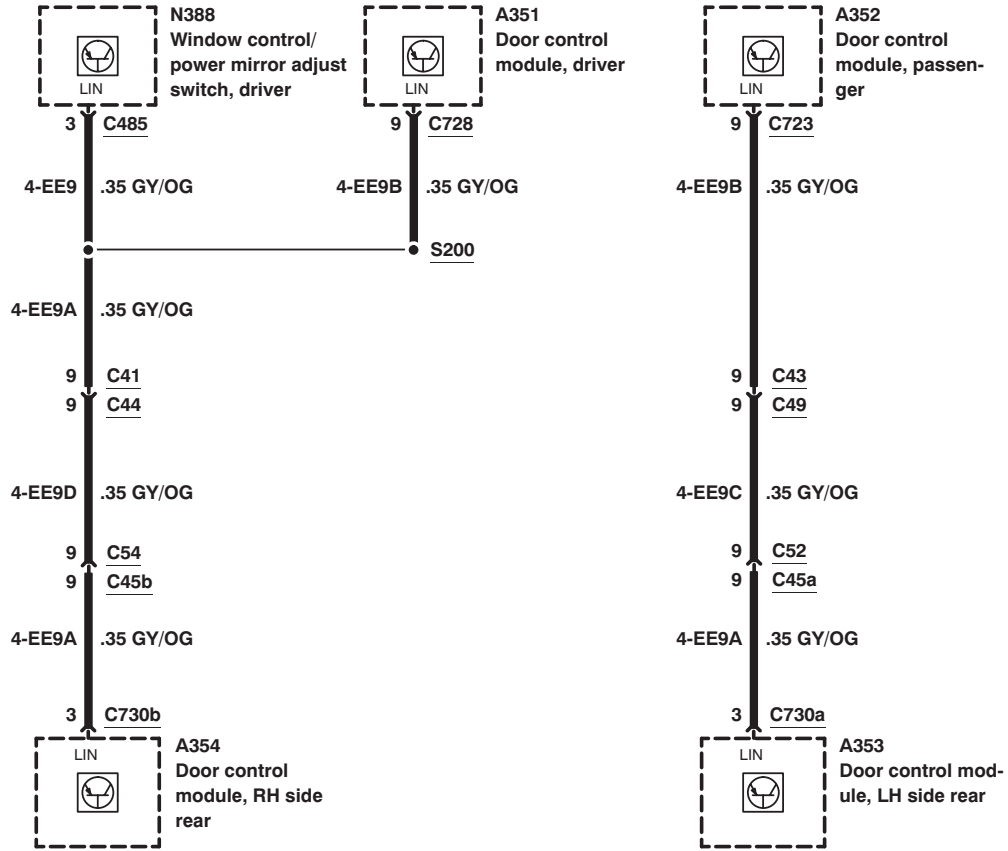 N388
Window control/
power mirror adjust
switch, driver
LIN
3 C485
4-EE9 .35 GY/OG
A351
Door control
module, driver
LIN
9 C728
4-EE9B .35 GY/OG
S200
4-EE9A .35 GY/OG
9 C41
9 C44
4-EE9D .35 GY/OG
9 C54
9 C45b
4-EE9A .35 GY/OG
3 C730b
LIN
A354
Door control
module, RH side
rear
A352
Door control
module, passen-
ger
LIN
9 C723
4-EE9B .35 GY/OG
9 C43
9 C49
4-EE9C .35 GY/OG
9 C52
9 C45a
4-EE9A .35 GY/OG
3 C730a
LIN
A353
Door control mod-
ule, LH side rear